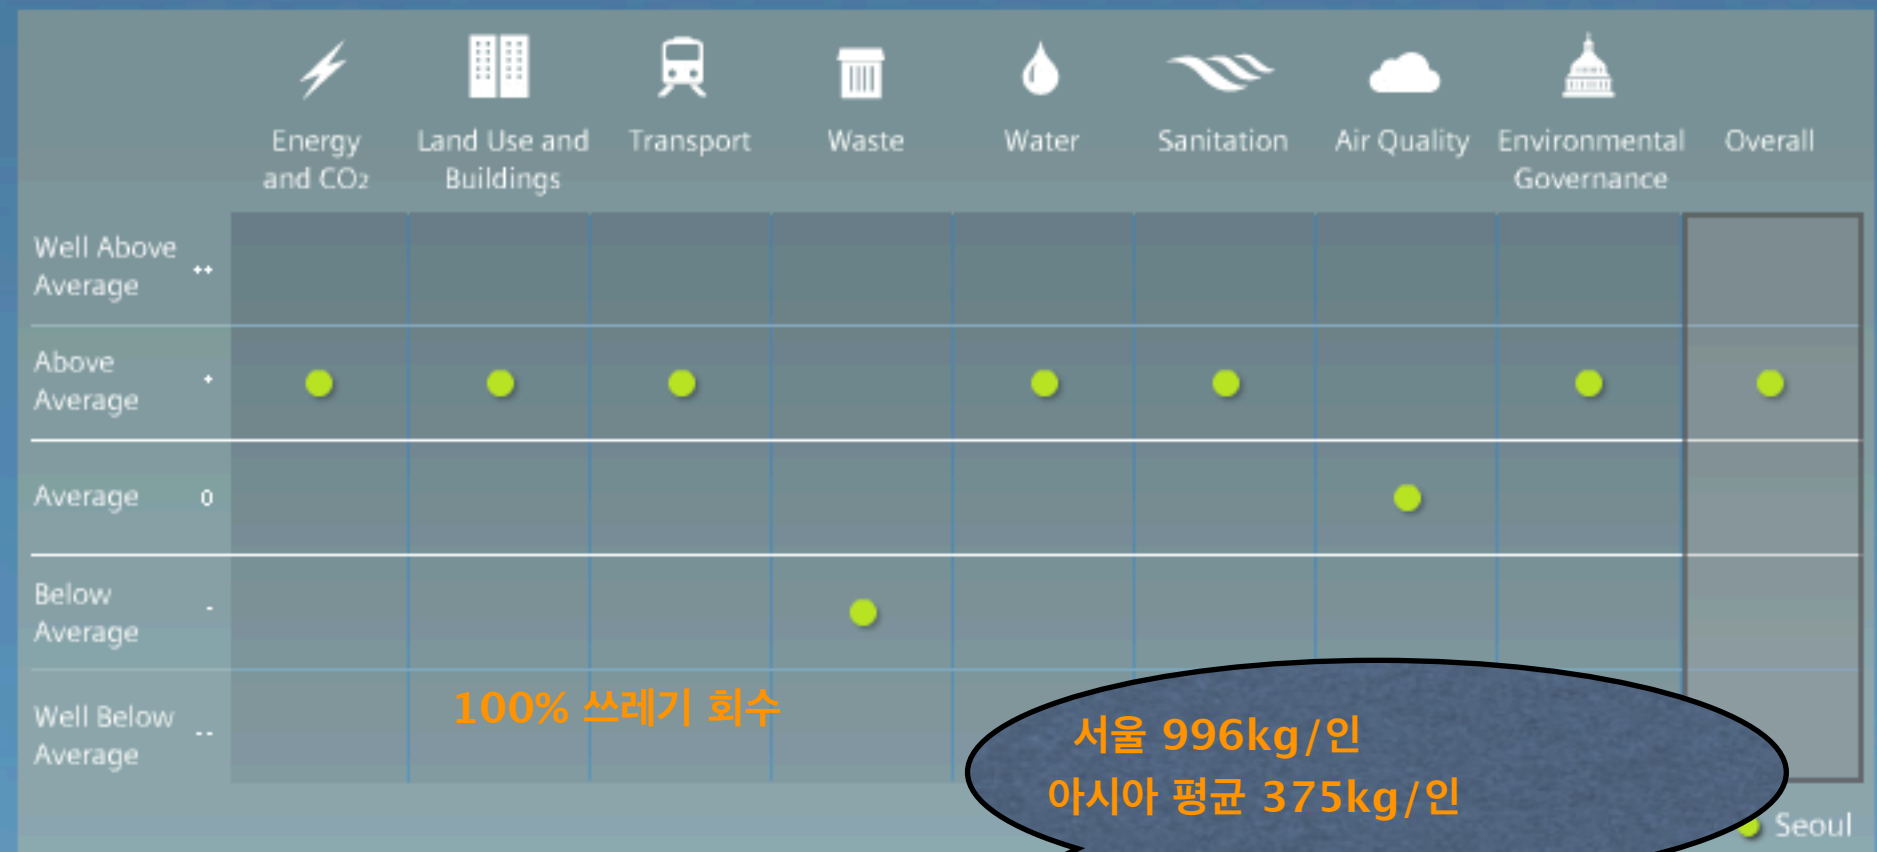 Energy
and CO₂
Land Use and
Buildings
Transport
Waste
Water
Sanitation
Air Quality
Environmental
Governance
Overall
Well Above
Average ++
Above
Average +
Average 0
Below
Average -
Well Below
Average --
100% 쓰레기 회수
서울 996kg/인
아시아 평균 375kg/인
Seoul